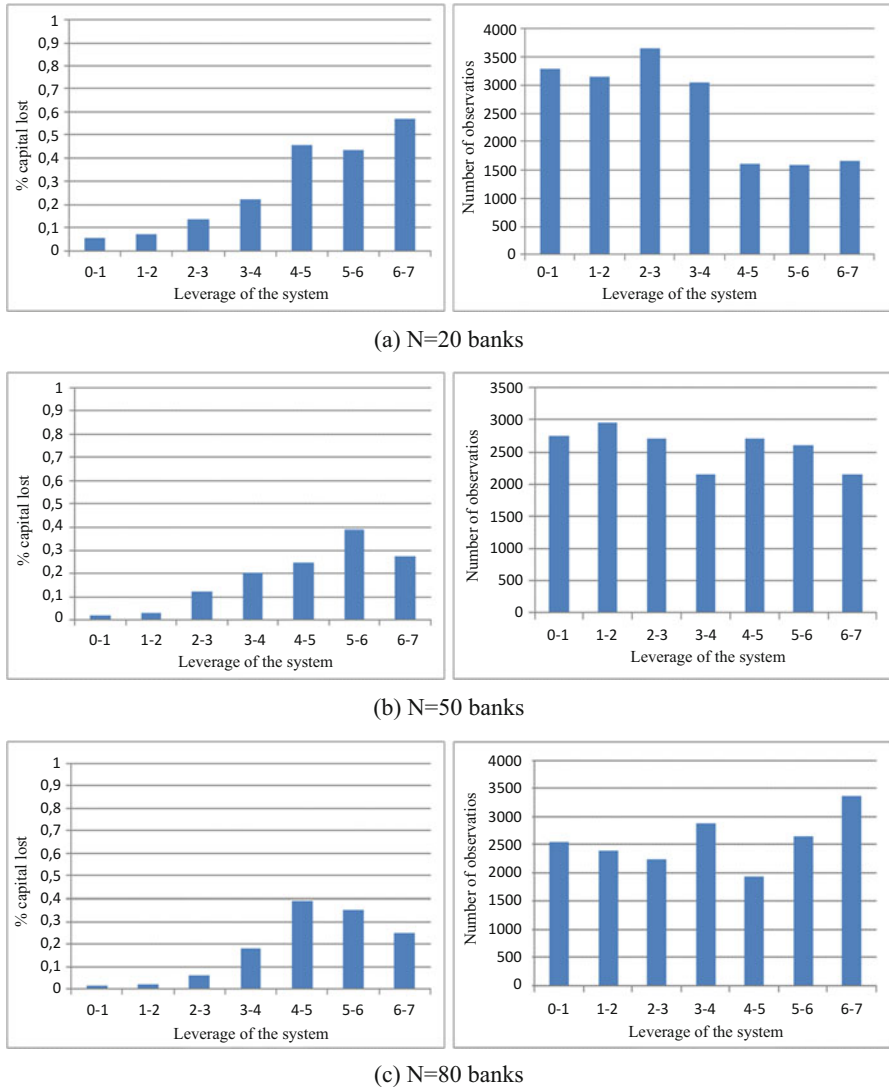 1
0,9
0,8
0,7
0,6
0,5
0,4
0,3
0,2
0,1
0
% capital lost
0-1 1-2 2-3 3-4 4-5 5-6 6-7
Leverage of the system
4000
3500
3000
2500
2000
1500
1000
500
0
Number of observatios
0-1 1-2 2-3 3-4 4-5 5-6 6-7
Leverage of the system
(a) N=20 banks
1
0,9
0,8
0,7
0,6
0,5
0,4
0,3
0,2
0,1
0
% capital lost
0-1 1-2 2-3 3-4 4-5 5-6 6-7
Leverage of the system
3500
3000
2500
2000
1500
1000
500
0
Number of observatios
0-1 1-2 2-3 3-4 4-5 5-6 6-7
Leverage of the system
(b) N=50 banks
1
0,9
0,8
0,7
0,6
0,5
0,4
0,3
0,2
0,1
0
% capital lost
0-1 1-2 2-3 3-4 4-5 5-6 6-7
Leverage of the system
4000
3500
3000
2500
2000
1500
1000
500
0
Number of observatios
0-1 1-2 2-3 3-4 4-5 5-6 6-7
Leverage of the system
(c) N=80 banks